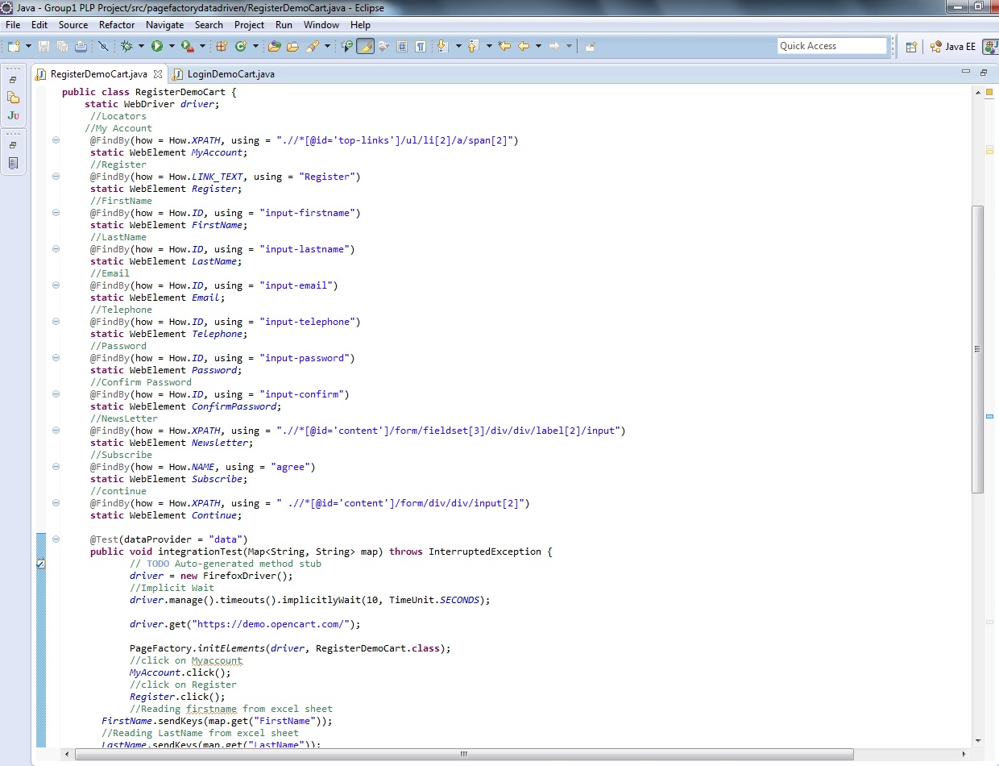 Java - Group1 PLP Project/src/pagefactorydatadriven/RegisterDemoCart.java - Eclipse
File Edit Source Refactor Navigate Search Project Run Window Help
Quick Access
Java EE
RegisterDemoCart.java LoginDemoCart.java
public class RegisterDemoCart {
static WebDriver driver;
//Locators
//My Account
@FindBy(how = How.XPATH, using = ".//*[@id='top-links']/ul/li[2]/a/span[2]")
static WebElement MyAccount;
//Register
@FindBy(how = How.LINK_TEXT, using = "Register")
static WebElement Register;
//FirstName
@FindBy(how = How.ID, using = "input-firstname")
static WebElement FirstName;
//LastName
@FindBy(how = How.ID, using = "input-lastname")
static WebElement LastName;
//Email
@FindBy(how = How.ID, using = "input-email")
static WebElement Email;
//Telephone
@FindBy(how = How.ID, using = "input-telephone")
static WebElement Telephone;
//Password
@FindBy(how = How.ID, using = "input-password")
static WebElement Password;
//Confirm Password
@FindBy(how = How.ID, using = "input-confirm")
static WebElement ConfirmPassword;
//NewsLetter
@FindBy(how = How.XPATH, using = ".//*[@id='content']/form/fieldset[3]/div/div/label[2]/input")
static WebElement Newsletter;
//Subscribe
@FindBy(how = How.NAME, using = "agree")
static WebElement Subscribe;
//continue
@FindBy(how = How.XPATH, using = " .//*[@id='content']/form/div/div/input[2]")
static WebElement Continue;
@Test(dataProvider = "data")
public void integrationTest(Map<String, String> map) throws InterruptedException {
// TODO Auto-generated method stub
driver = new FirefoxDriver();
//Implicit Wait
driver.manage().timeouts().implicitlyWait(10, TimeUnit.SECONDS);
driver.get("https://demo.opencart.com/");
PageFactory.initElements(driver, RegisterDemoCart.class);
//click on Myaccount
MyAccount.click();
//click on Register
Register.click();
//Reading firstname from excel sheet
FirstName.sendKeys(map.get("FirstName"));
//Reading LastName from excel sheet
LastName.sendKeys(map.get("LastName"));